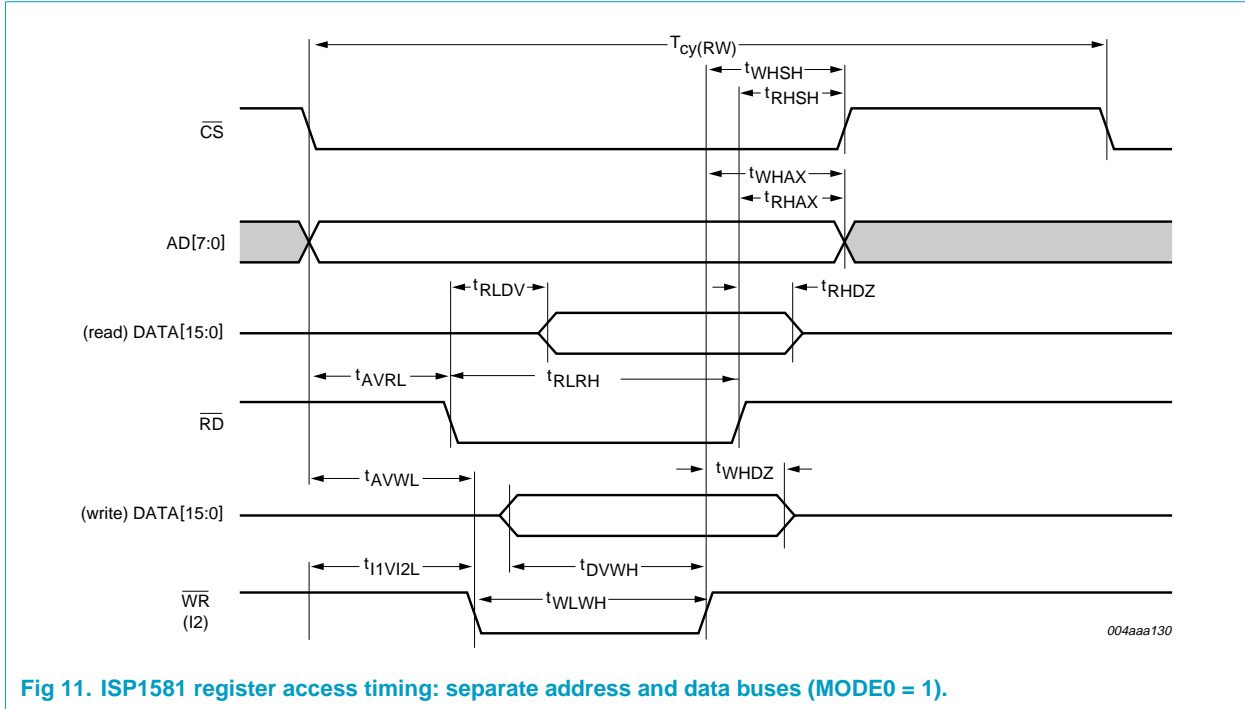 Tcy(RW)
tWHSH
tRHSH
CS
tWHAX
tRHAX
AD[7:0]
tRLDV
tRHDZ
(read) DATA[15:0]
tAVRL
tRLRH
RD
tAVWL
tWHDZ
(write) DATA[15:0]
tI1VI2L
tDVWH
WR
tWLWH
(I2)
004aaa130
Fig 11. ISP1581 register access timing: separate address and data buses (MODE0 = 1).